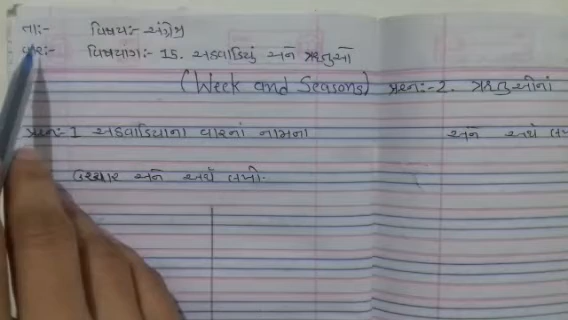 તા:- વિષય:- અંગ્રેજી
વાર:- વિષયાંગ:- 15. અઠવાડિયું અને ઋતુઓ
(Week and Seasons)
પ્રશ્ન:-1 અઠવાડિયાના વારનાં નામના
ઉચ્ચાર અને અર્થ લખો.
પ્રશ્ન:-2. ઋતુઓનાં
અને અર્થ લખો